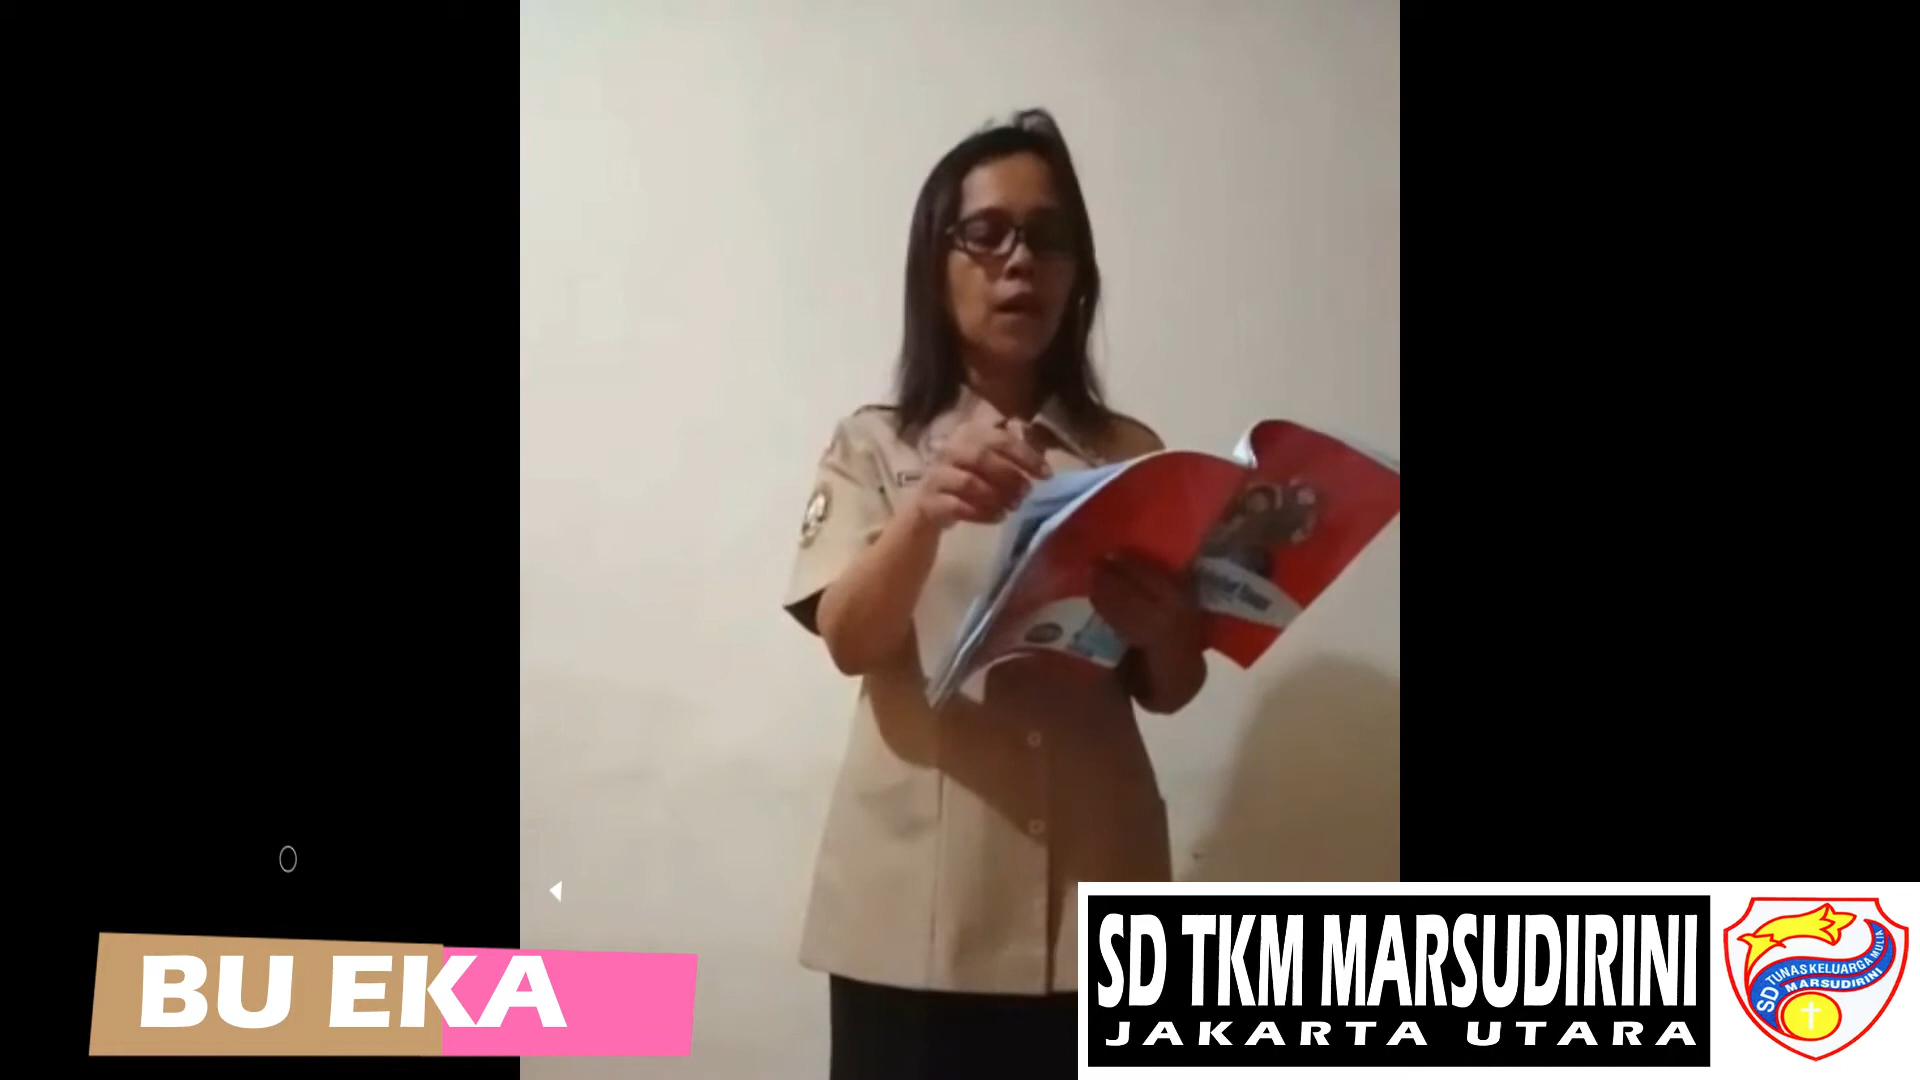 BU EKA
SD TKM MARSUDIRINI
JAKARTA UTARA
SD TUNAS KELUARGA MULIA
MARSUDIRINI